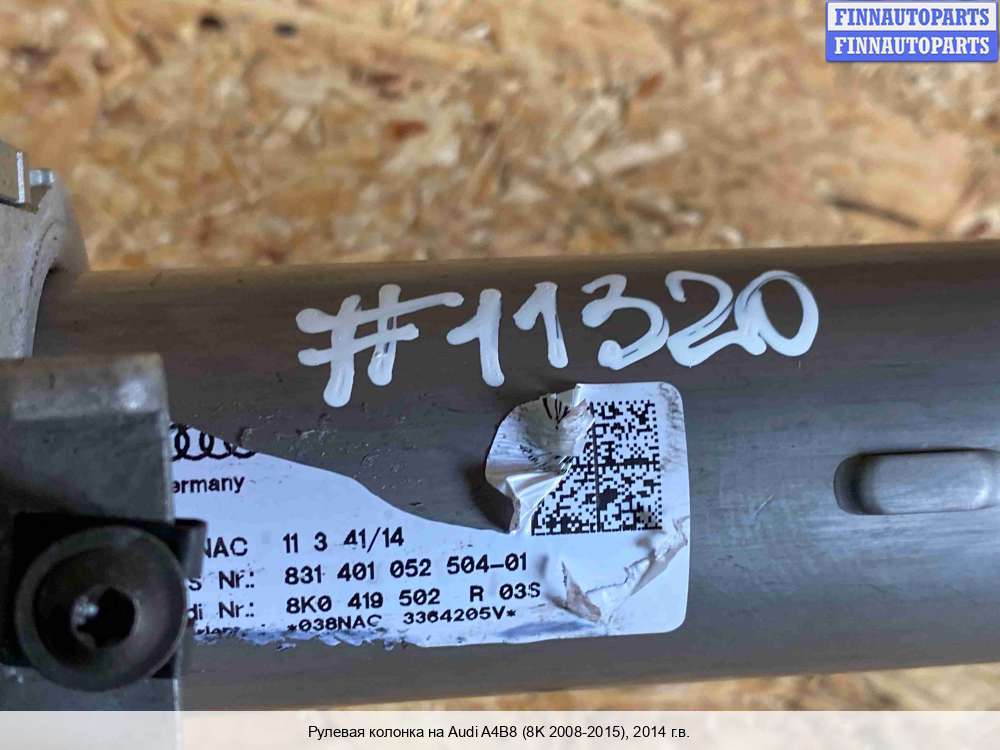 FINNAUTOPARTS
FINNAUTOPARTS
#11320
ermany
NAC 11 3 41/14
s Nr.: 831 401 052 504-01
di Nr.: 8K0 419 502 R 03S
*038NAC 3364205V*
Рулевая колонка на Audi A4B8 (8K 2008-2015), 2014 г.в.